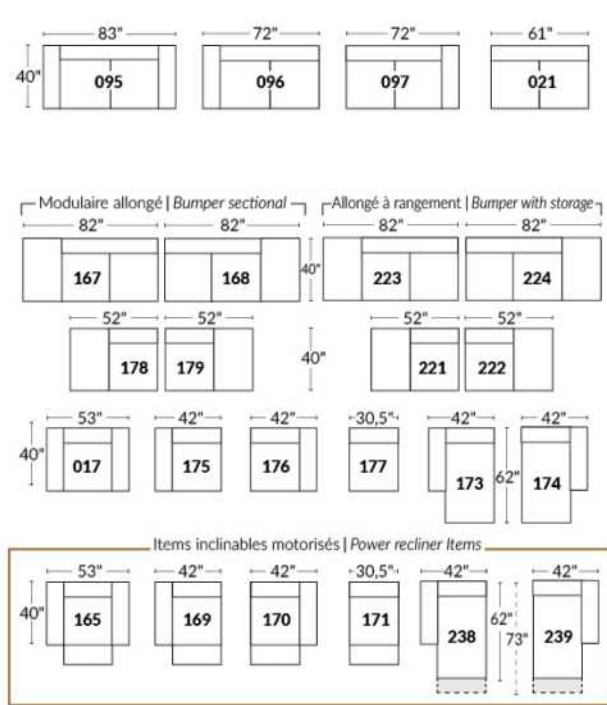 83" 72" 72" 61"
40" 095 096 097 021
Modulaire allongé | Bumper sectional Allongé à rangement | Bumper with storage
82" 82" 82" 82"
167 168 40" 223 224
52" 52" 52" 52"
178 179 40" 221 222
53" 42" 42" 30,5" 42" 42"
40" 017 175 176 177 173 62" 174
Items inclinables motorisés | Power recliner Items
53" 42" 42" 30,5" 42" 42"
40" 165 169 170 171 238 62" 73" 239